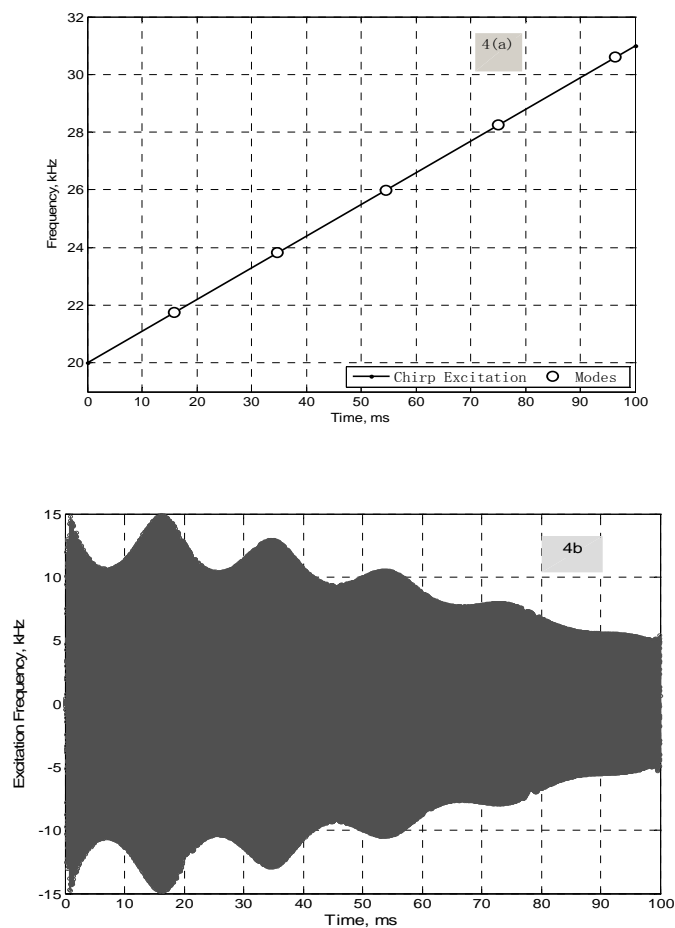 32
4(a)
30
28
26
24
22
20
Frequency, kHz
Chirp Excitation Modes
0 10 20 30 40 50 60 70 80 90 100
Time, ms
15
4b
10
5
0
-5
-10
-15
Excitation Frequency, kHz
0 10 20 30 40 50 60 70 80 90 100
Time, ms